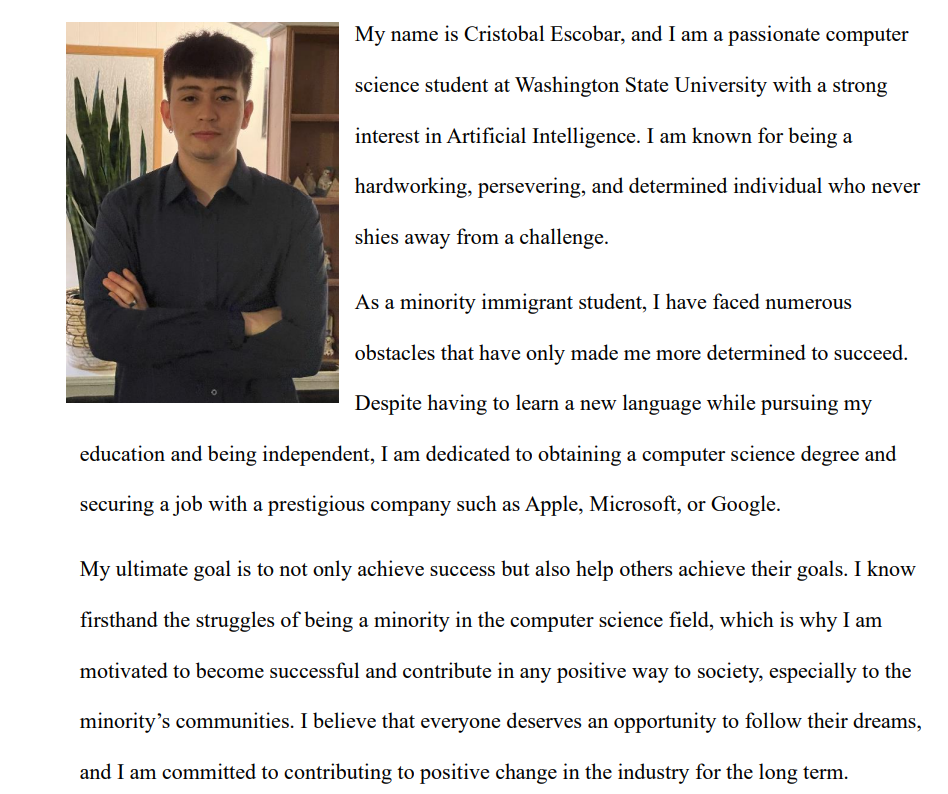 My name is Cristobal Escobar, and I am a passionate computer
science student at Washington State University with a strong
interest in Artificial Intelligence. I am known for being a
hardworking, persevering, and determined individual who never
shies away from a challenge.
As a minority immigrant student, I have faced numerous
obstacles that have only made me more determined to succeed.
Despite having to learn a new language while pursuing my
education and being independent, I am dedicated to obtaining a computer science degree and
securing a job with a prestigious company such as Apple, Microsoft, or Google.
My ultimate goal is to not only achieve success but also help others achieve their goals. I know
firsthand the struggles of being a minority in the computer science field, which is why I am
motivated to become successful and contribute in any positive way to society, especially to the
minority’s communities. I believe that everyone deserves an opportunity to follow their dreams,
and I am committed to contributing to positive change in the industry for the long term.